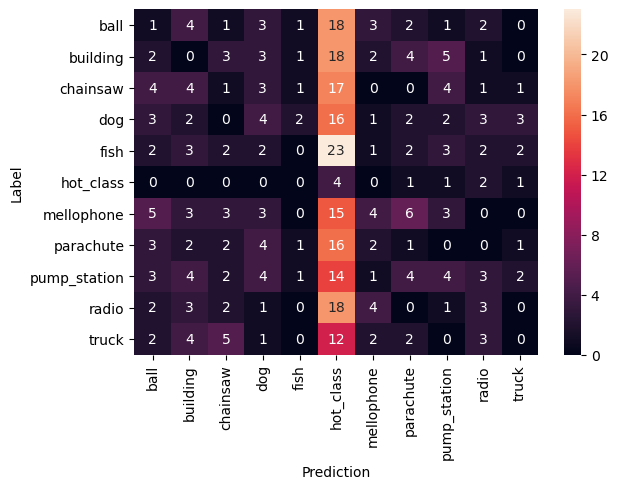 ball 1 4 1 3 1 18 3 2 1 2 0
building 2 0 3 3 1 18 2 4 5 1 0
chainsaw 4 4 1 3 1 17 0 0 4 1 1
dog 3 2 0 4 2 16 1 2 2 3 3
fish 2 3 2 2 0 23 1 2 3 2 2
hot_class 0 0 0 0 0 4 0 1 1 2 1
mellophone 5 3 3 3 0 15 4 6 3 0 0
parachute 3 2 2 4 1 16 2 1 0 0 1
pump_station 3 4 2 4 1 14 1 4 4 3 2
radio 2 3 2 1 0 18 4 0 1 3 0
truck 2 4 5 1 0 12 2 2 0 3 0
ball building chainsaw dog fish hot_class mellophone parachute pump_station radio truck
Prediction
Label
20
16
12
8
4
0